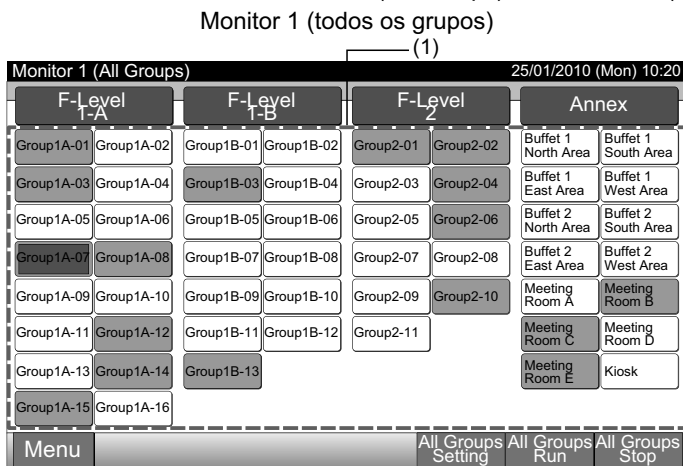 Monitor 1 (todos os grupos)
(1)
Monitor 1 (All Groups) 25/01/2010 (Mon) 10:20
F-Level 1-A
F-Level 1-B
F-Level 2
Annex
Group1A-01 Group1A-02 Group1B-01 Group1B-02 Group2-01 Group2-02 Buffet 1 North Area Buffet 1 South Area
Group1A-03 Group1A-04 Group1B-03 Group1B-04 Group2-03 Group2-04 Buffet 1 East Area Buffet 1 West Area
Group1A-05 Group1A-06 Group1B-05 Group1B-06 Group2-05 Group2-06 Buffet 2 North Area Buffet 2 South Area
Group1A-07 Group1A-08 Group1B-07 Group1B-08 Group2-07 Group2-08 Buffet 2 East Area Buffet 2 West Area
Group1A-09 Group1A-10 Group1B-09 Group1B-10 Group2-09 Group2-10 Meeting Room A Meeting Room B
Group1A-11 Group1A-12 Group1B-11 Group1B-12 Group2-11 Meeting Room C Meeting Room D
Group1A-13 Group1A-14 Group1B-13 Meeting Room E Kiosk
Group1A-15 Group1A-16
Menu All Groups Setting All Groups Run All Groups Stop